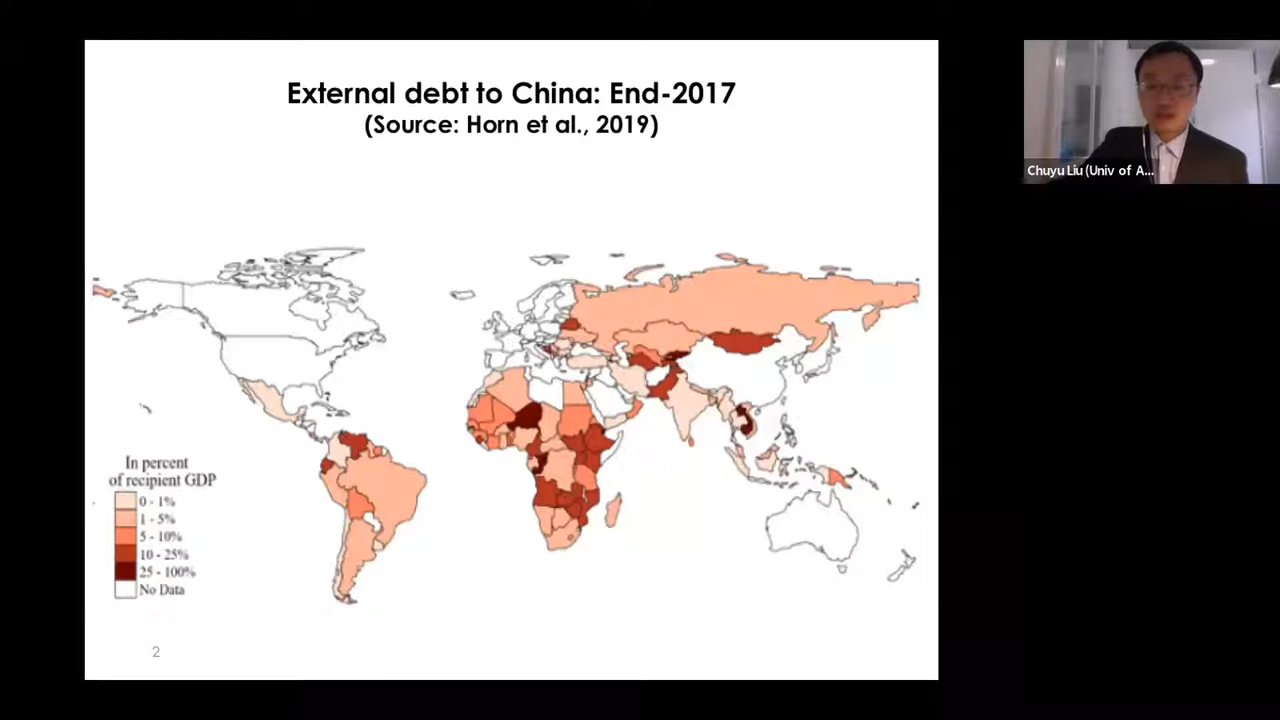 External debt to China: End-2017
(Source: Horn et al., 2019)
In percent
of recipient GDP
0 - 1%
1 - 5%
5 - 10%
10 - 25%
25 - 100%
No Data
2
Chuyu Liu (Univ of A...